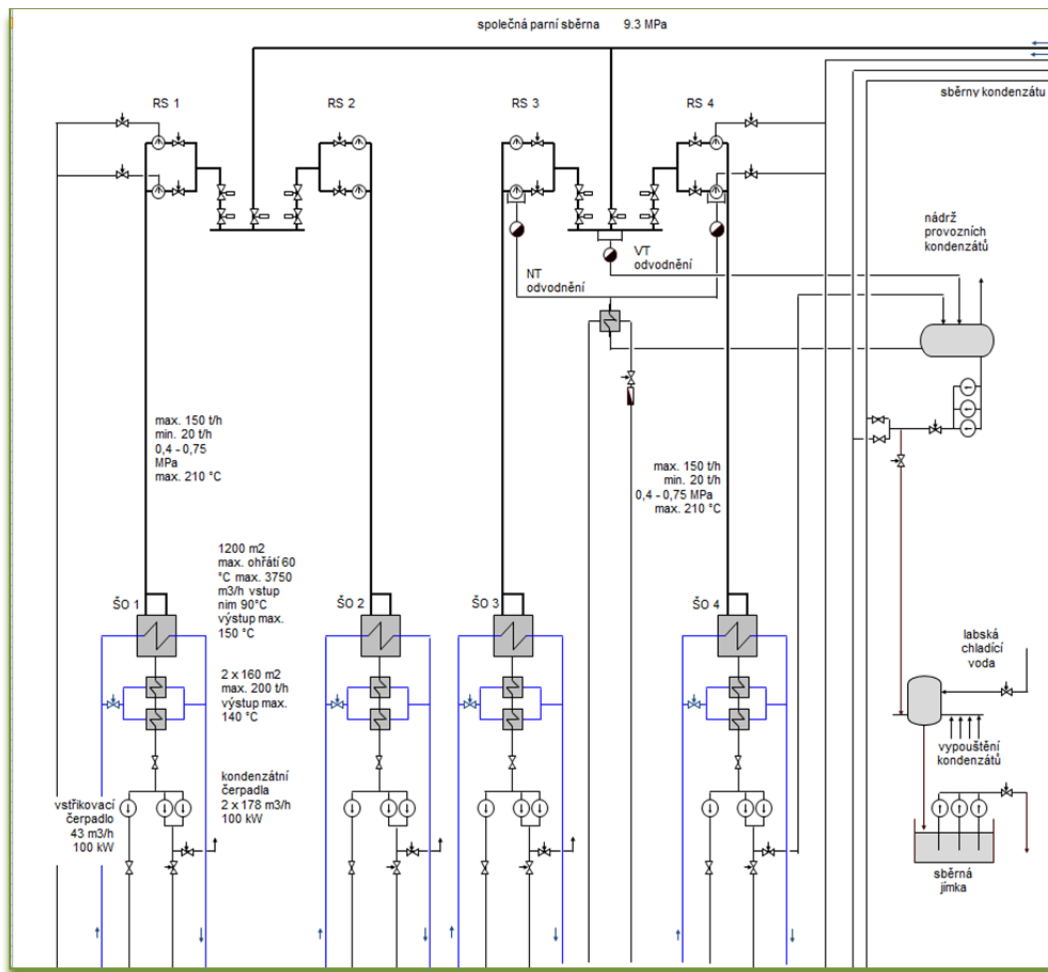 společná parní sběrna 9.3 MPa
sběrny kondenzátu
RS 1
RS 2
RS 3
RS 4
nádrž
provozních
kondenzátů
VT
odvodnění
NT
odvodnění
max. 150 t/h
min. 20 t/h
0,4 - 0,75
MPa
max. 210 °C
max. 150 t/h
min. 20 t/h
0,4 - 0,75 MPa
max. 210 °C
1200 m2
max. ohřátí 60
°C max. 3750
m3/h vstup
nim 90°C
výstup max.
150 °C
ŠO 1
ŠO 2
ŠO 3
ŠO 4
labská
chladící
voda
2 x 160 m2
max. 200 t/h
výstup max.
140 °C
vypouštění
kondenzátů
kondenzátní
čerpadla
2 x 178 m3/h
100 kW
vstřikovací
čerpadlo
43 m3/h
100 kW
sběrná
jímka